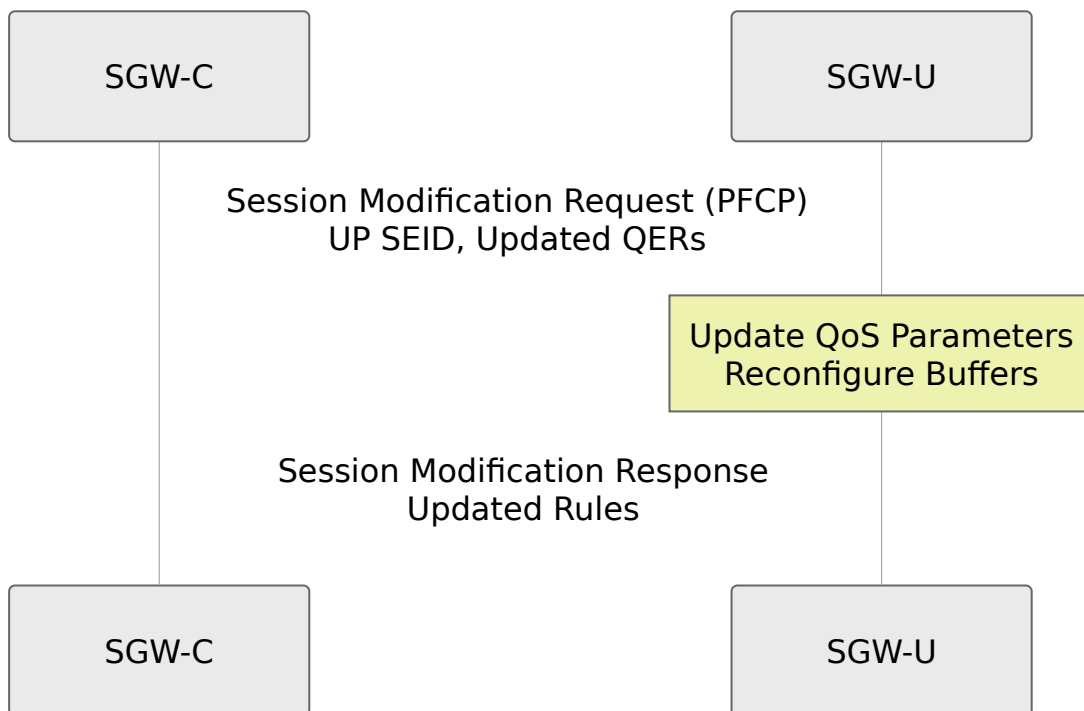 SGW-C
SGW-U
Session Modification Request (PFCP)
UP SEID, Updated QERs
Update QoS Parameters
Reconfigure Buffers
Session Modification Response
Updated Rules
SGW-C
SGW-U